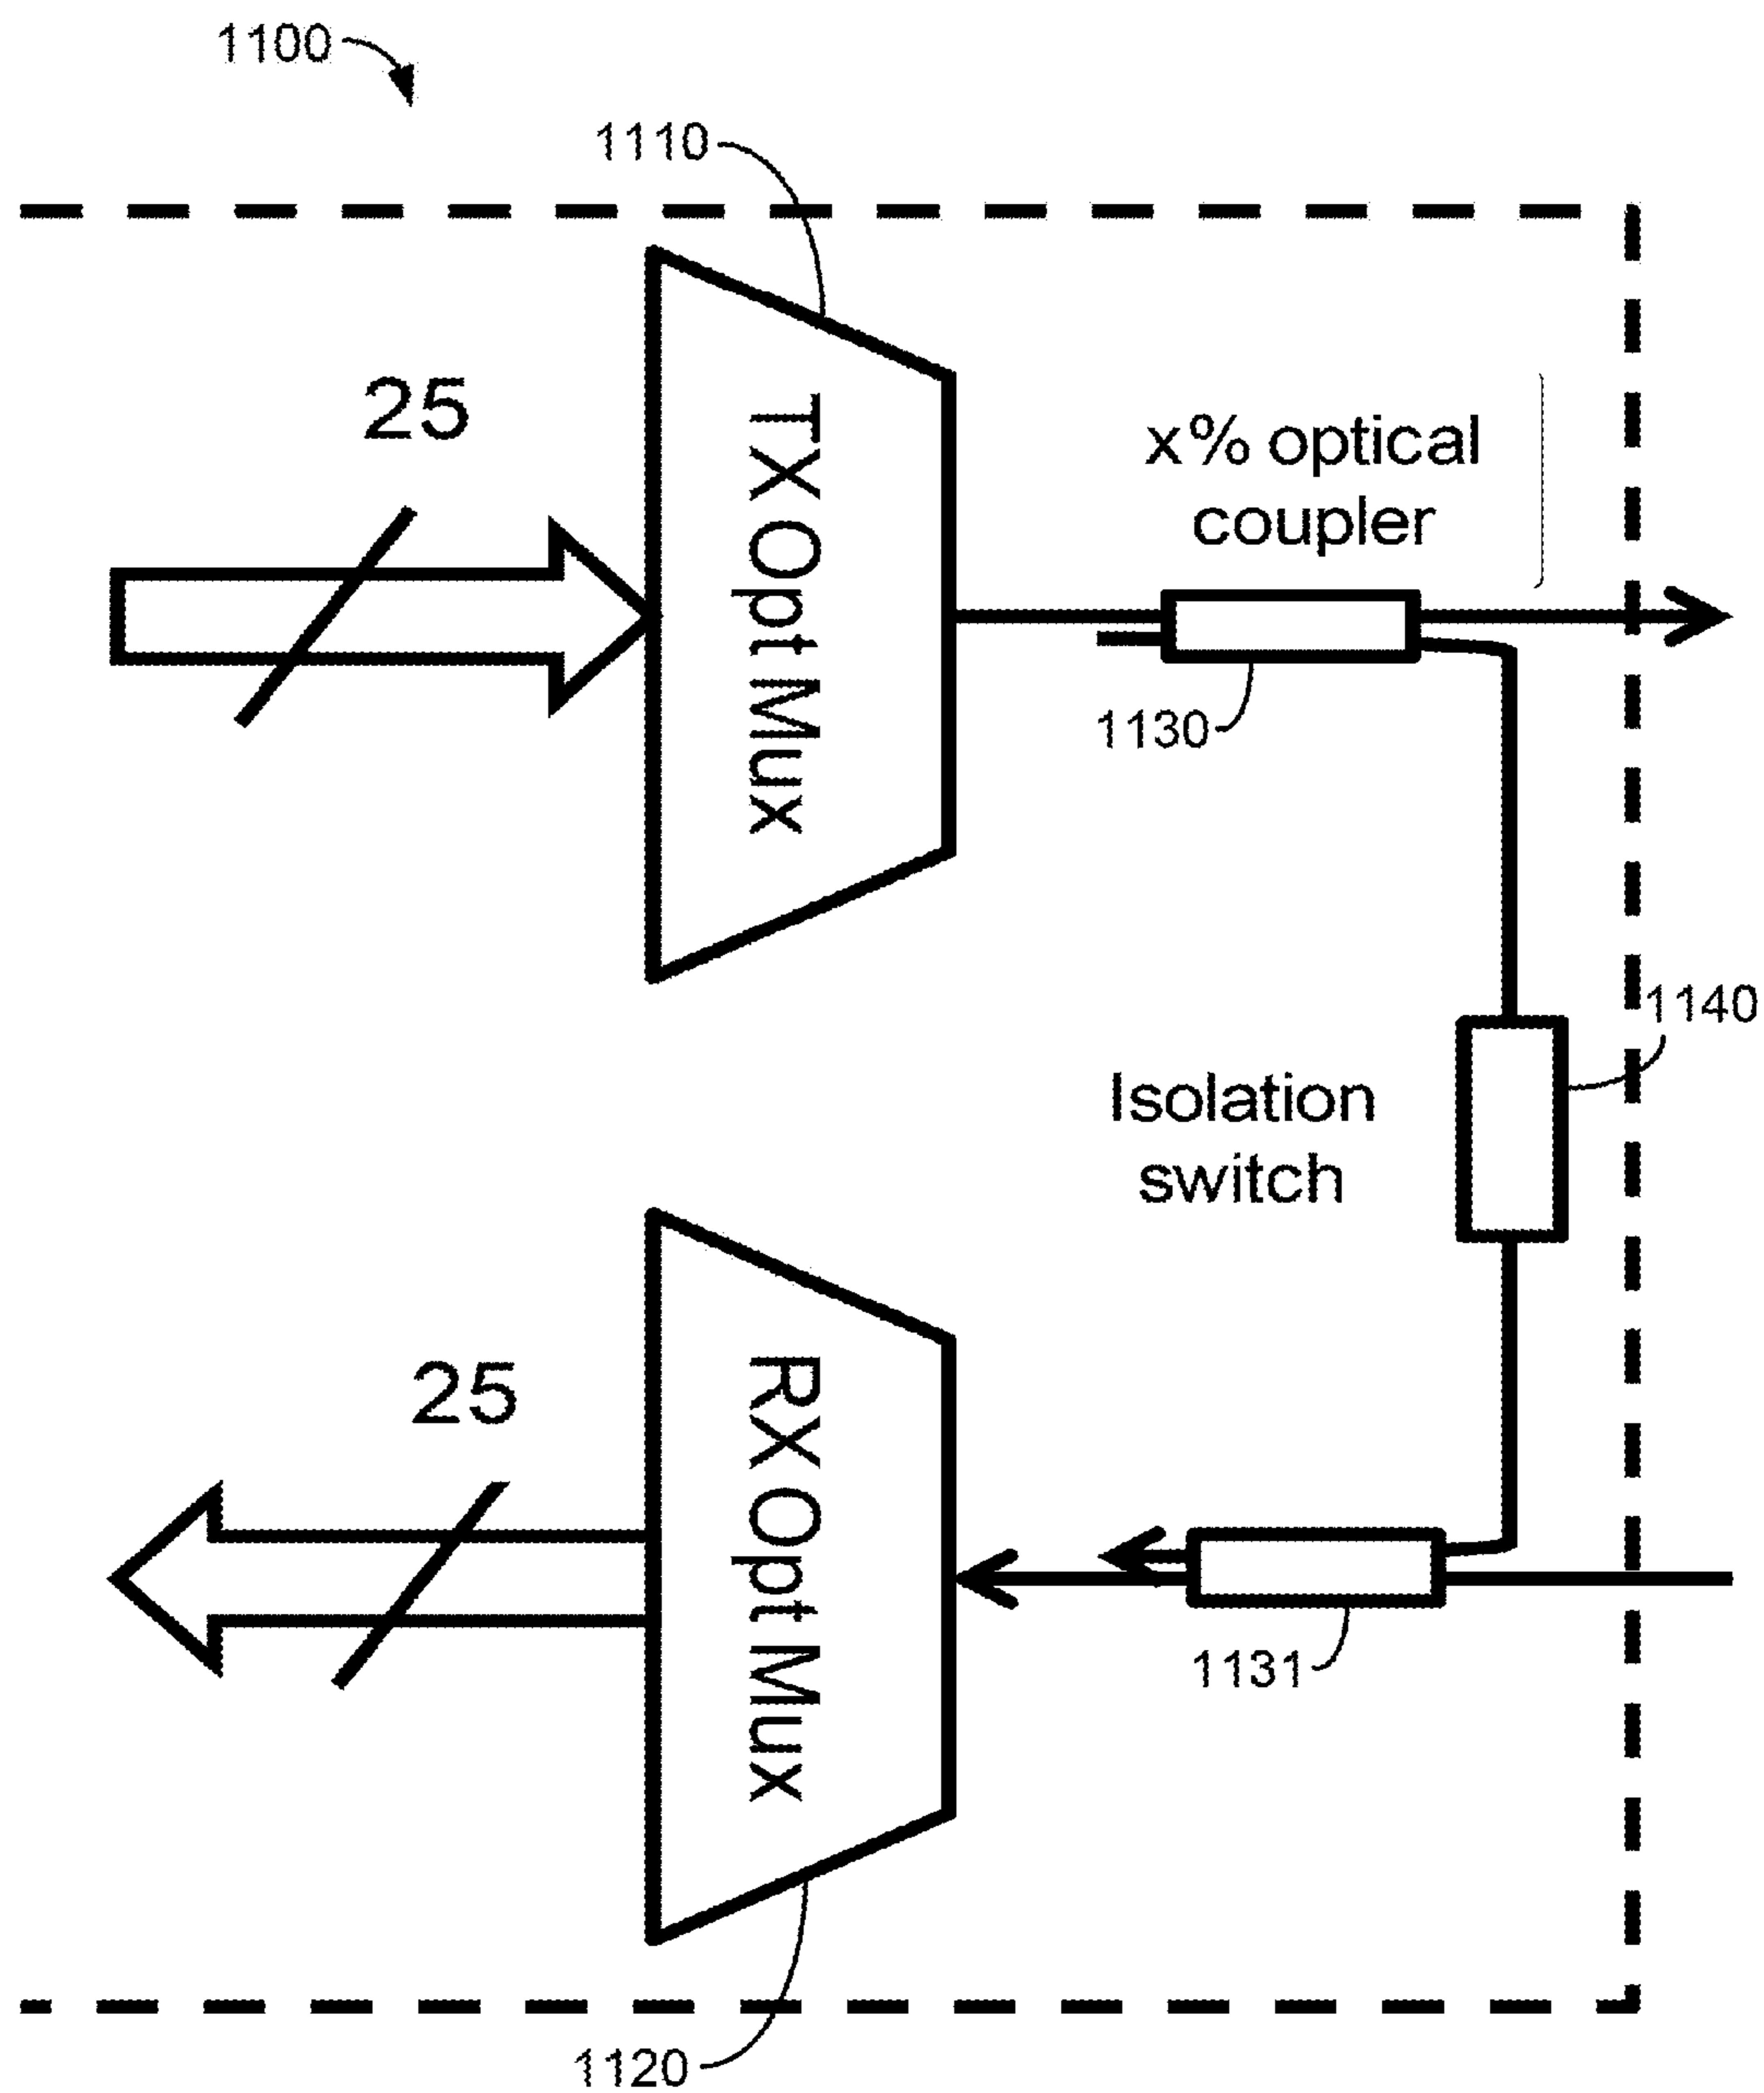 1100
1110
25
TX Opt Mux
x% optical
coupler
1130
1140
Isolation
switch
25
RX Opt Mux
1131
1120